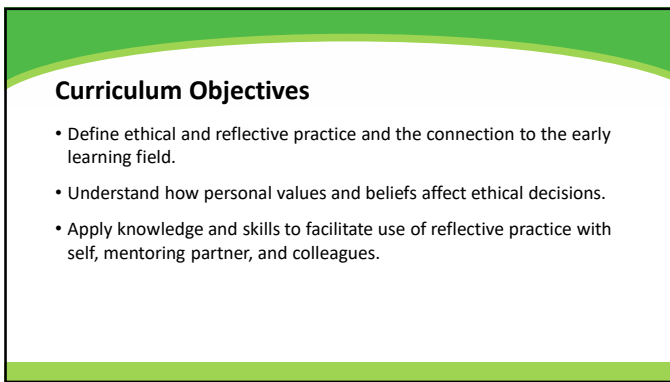 Curriculum Objectives
• Define ethical and reflective practice and the connection to the early
learning field.
• Understand how personal values and beliefs affect ethical decisions.
• Apply knowledge and skills to facilitate use of reflective practice with
self, mentoring partner, and colleagues.